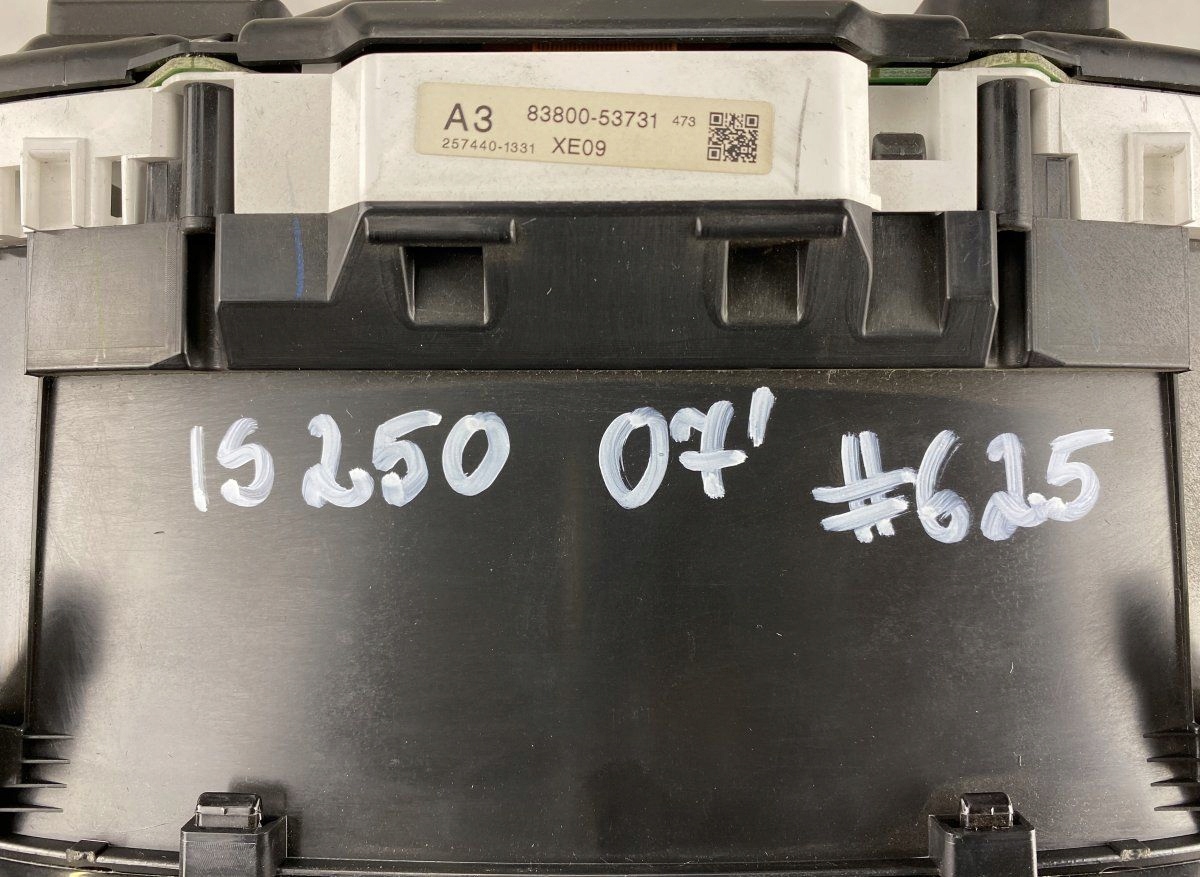 A3 83800-53731 473
257440-1331 XE09
IS250 07' #625